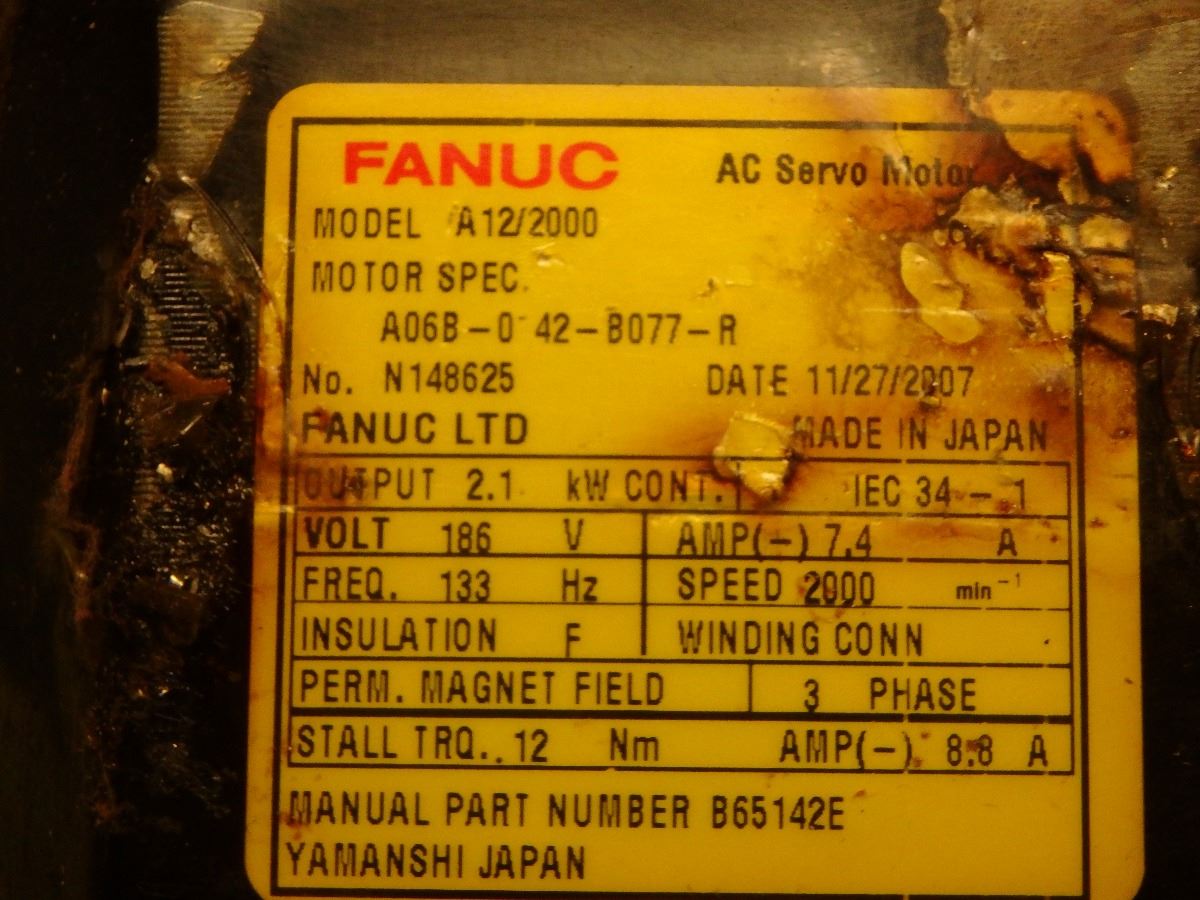 FANUC AC Servo Motor
MODEL A12/2000
MOTOR SPEC.
A06B-0 42-B077-R
No. N148625 DATE 11/27/2007
FANUC LTD MADE IN JAPAN
OUTPUT 2.1 kW CONT. IEC 34-1
VOLT 186 V AMP(~) 7.4 A
FREQ. 133 Hz SPEED 2000 min⁻¹
INSULATION F WINDING CONN
PERM. MAGNET FIELD 3 PHASE
STALL TRQ. 12 Nm AMP(~) 8.8 A
MANUAL PART NUMBER B65142E
YAMANSHI JAPAN